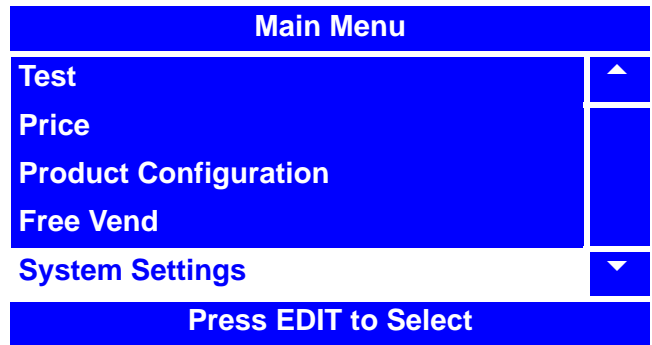 Main Menu
Test
Price
Product Configuration
Free Vend
System Settings
Press EDIT to Select